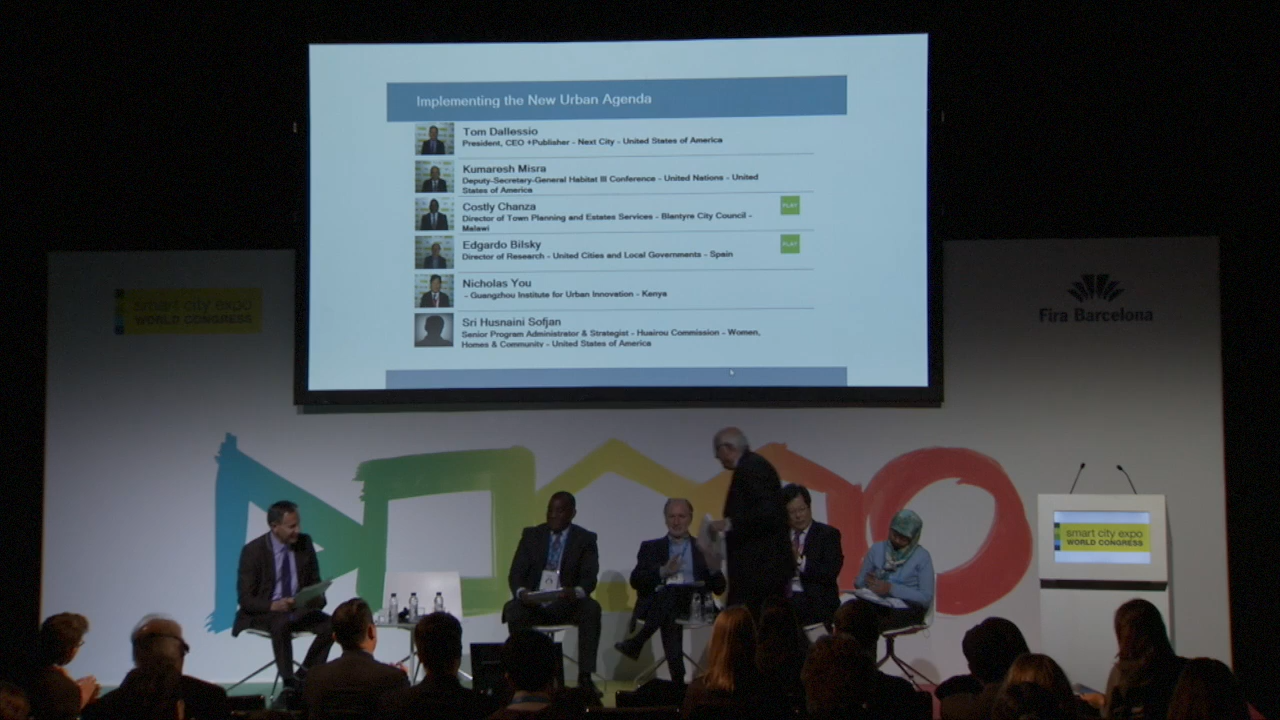 Implementing the New Urban Agenda
Tom Dallessio
President, CEO +Publisher - Next City - United States of America
Kumaresh Misra
Deputy-Secretary-General Habitat III Conference - United Nations - United
States of America
Costly Chanza
PLAY
Director of Town Planning and Estates Services - Blantyre City Council -
Malawi
Edgardo Bilsky
PLAY
Director of Research - United Cities and Local Governments - Spain
Nicholas You
- Guangzhou Institute for Urban Innovation - Kenya
Sri Husnaini Sofjan
Senior Program Administrator & Strategist - Huairou Commission - Women,
Homes & Community - United States of America
smart city expo
WORLD CONGRESS
Fira Barcelona
smart city expo
WORLD CONGRESS